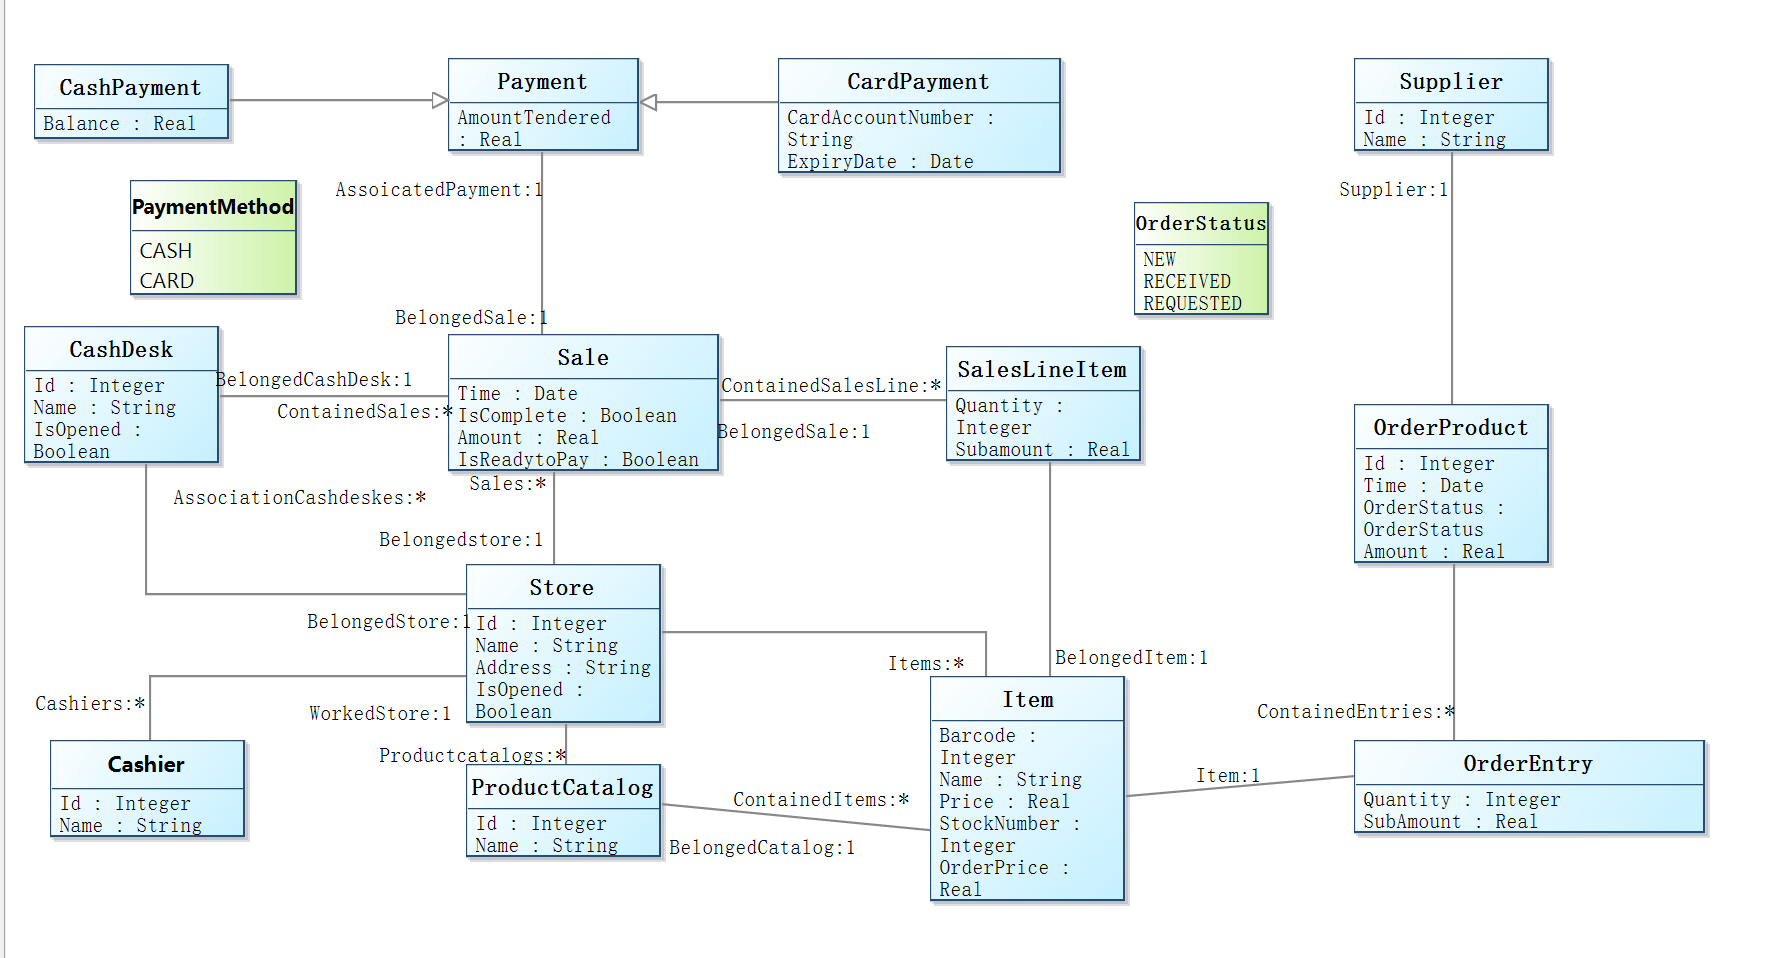 CashPayment
Balance : Real
Payment
AmountTendered
: Real
CardPayment
CardAccountNumber :
String
ExpiryDate : Date
Supplier
Id : Integer
Name : String
AssoicatedPayment:1
Supplier:1
PaymentMethod
CASH
CARD
OrderStatus
NEW
RECEIVED
REQUESTED
BelongedSale:1
CashDesk
Id : Integer
Name : String
IsOpened :
Boolean
BelongedCashDesk:1
ContainedSales:*
Sale
Time : Date
IsComplete : Boolean
Amount : Real
IsReadytoPay : Boolean
ContainedSalesLine:*
BelongedSale:1
SalesLineItem
Quantity :
Integer
Subamount : Real
OrderProduct
Id : Integer
Time : Date
OrderStatus :
OrderStatus
Amount : Real
Sales:*
AssociationCashdeskes:*
Belongedstore:1
Store
Id : Integer
Name : String
Address : String
IsOpened :
Boolean
BelongedStore:1
Items:*
BelongedItem:1
Cashiers:*
WorkedStore:1
ContainedEntries:*
Productcatalogs:*
Cashier
Id : Integer
Name : String
ProductCatalog
Id : Integer
Name : String
ContainedItems:*
BelongedCatalog:1
Item
Barcode :
Integer
Name : String
Price : Real
StockNumber :
Integer
OrderPrice :
Real
Item:1
OrderEntry
Quantity : Integer
SubAmount : Real